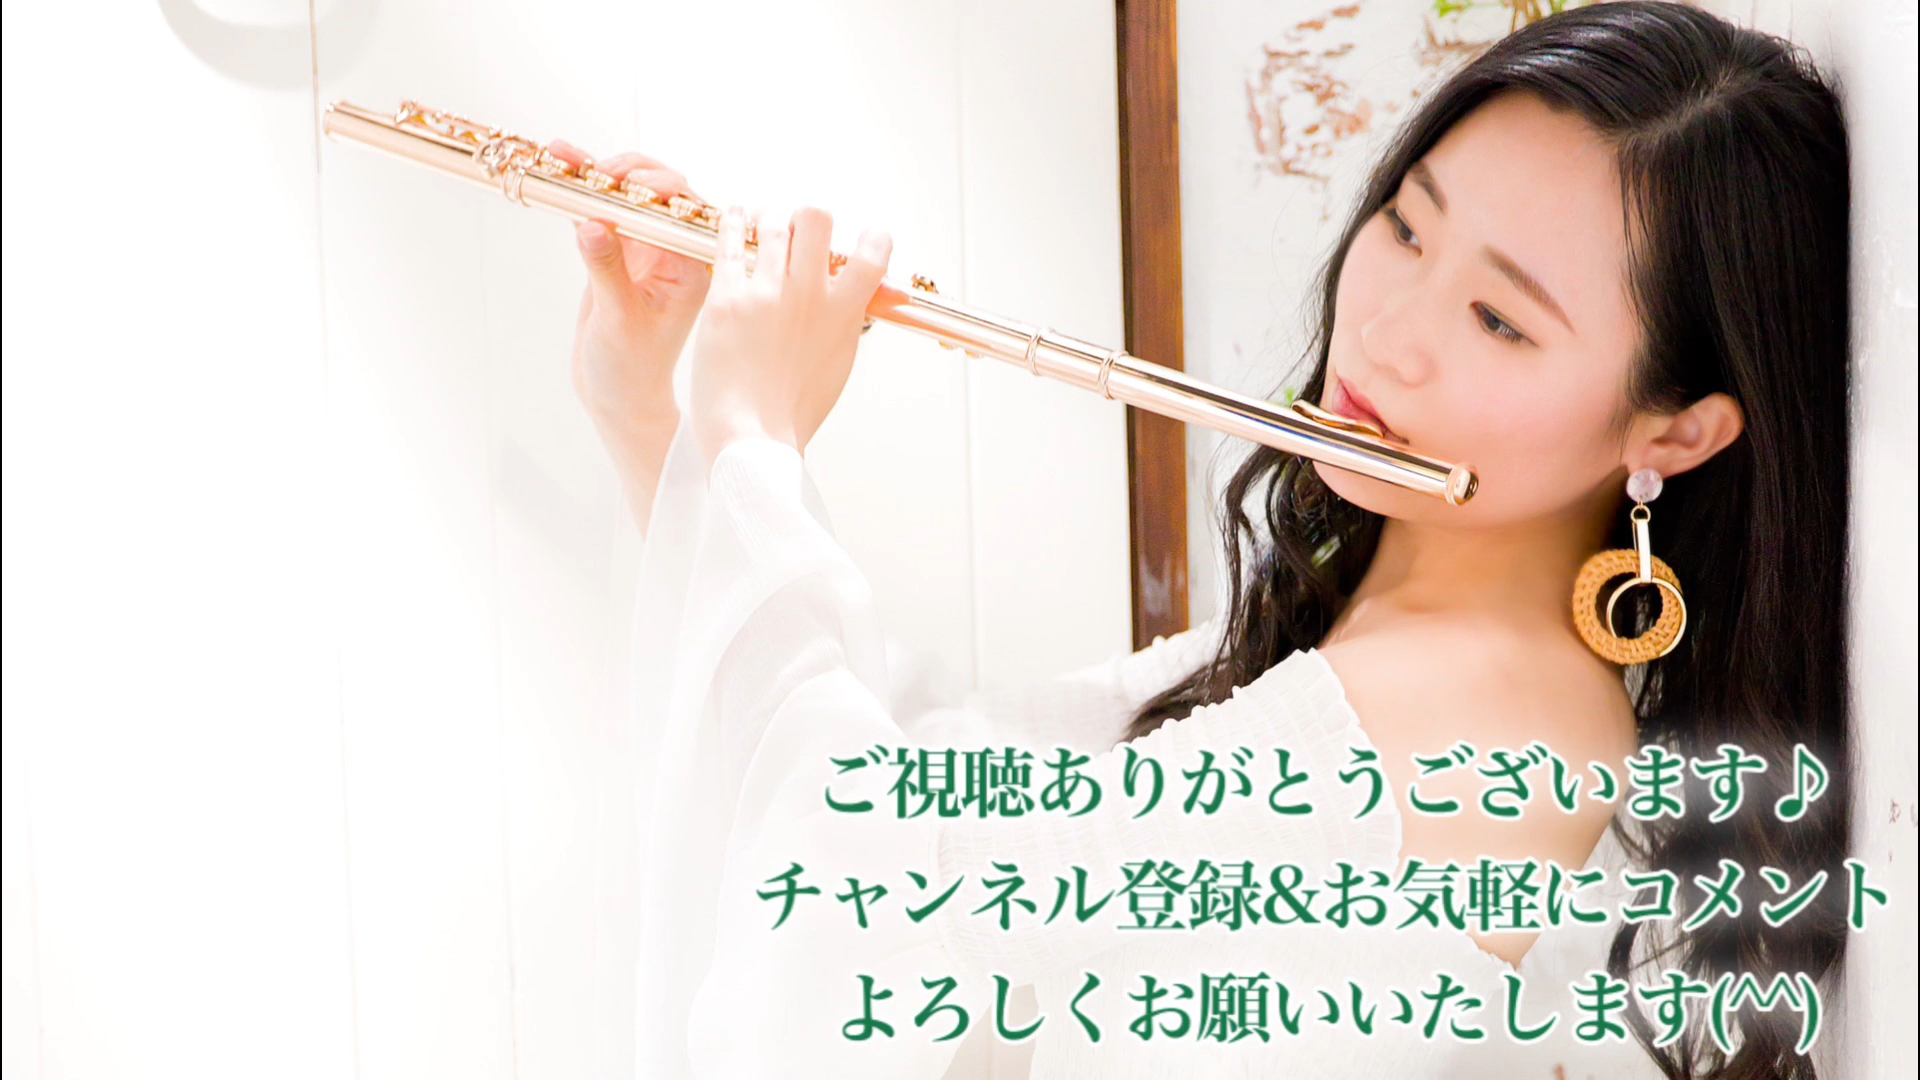 ご視聴ありがとうございます♪
チャンネル登録&お気軽にコメント
よろしくお願いいたします(^^)